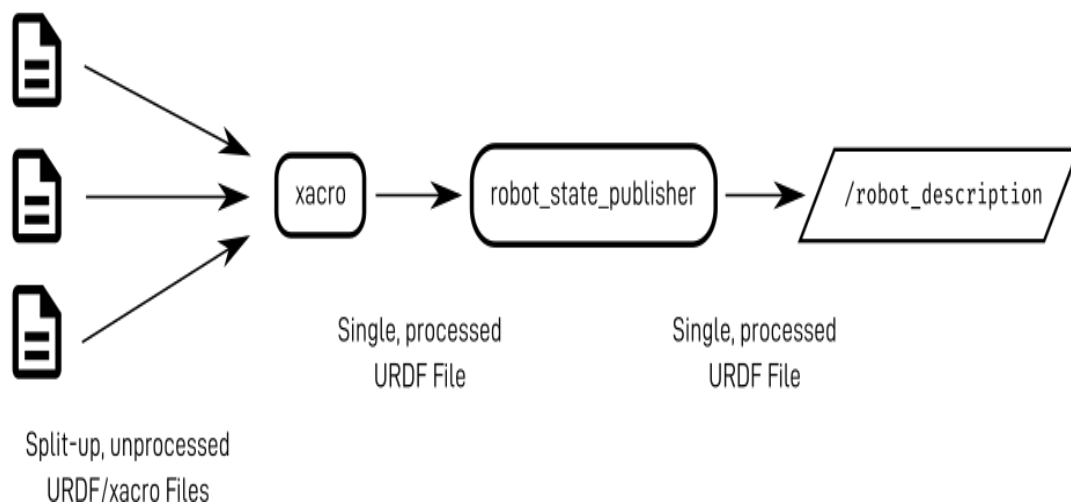 xacro
robot_state_publisher
/robot_description
Single, processed
URDF File
Single, processed
URDF File
Split-up, unprocessed
URDF/xacro Files